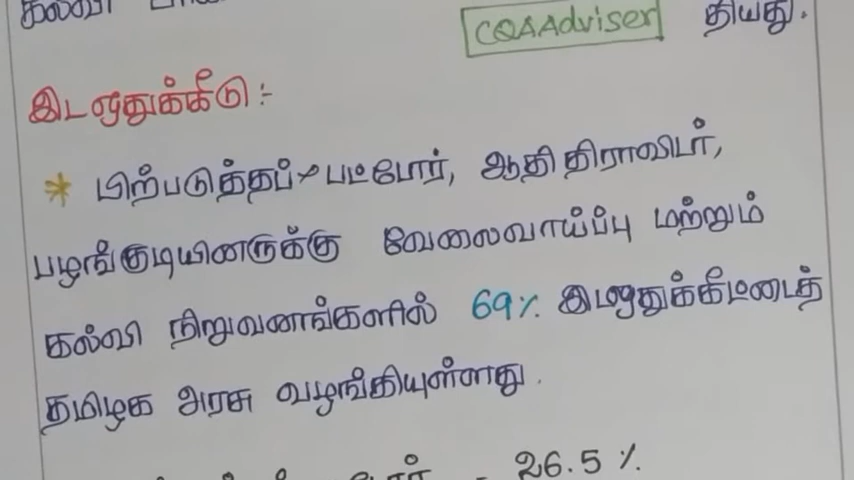 கல்வி
CQAAdviser தியது.
இடஒதுக்கீடு :-
* பிற்படுத்தப்பட்டோர், ஆதி திராவிடர்,
பழங்குடியினருக்கு வேலைவாய்ப்பு மற்றும்
கல்வி நிறுவனங்களில் 69% இடஒதுக்கீட்டைத்
தமிழக அரசு வழங்கியுள்ளது.
- 26.5 %